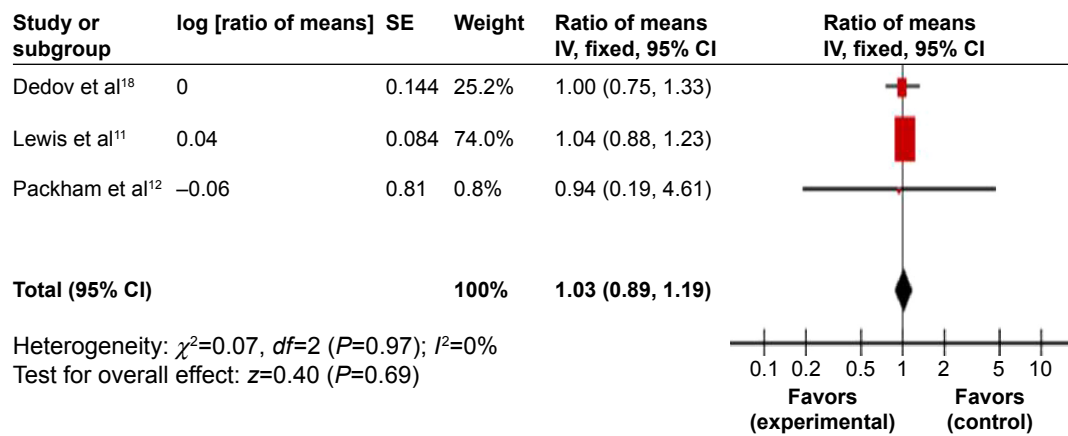 Study or subgroup log [ratio of means] SE Weight Ratio of means IV, fixed, 95% CI Ratio of means IV, fixed, 95% CI
Dedov et al¹⁸ 0 0.144 25.2% 1.00 (0.75, 1.33)
Lewis et al¹¹ 0.04 0.084 74.0% 1.04 (0.88, 1.23)
Packham et al¹² –0.06 0.81 0.8% 0.94 (0.19, 4.61)
Total (95% CI) 100% 1.03 (0.89, 1.19)
Heterogeneity: χ²=0.07, df=2 (P=0.97); I²=0%
Test for overall effect: z=0.40 (P=0.69)
0.1 0.2 0.5 1 2 5 10
Favors (experimental) Favors (control)